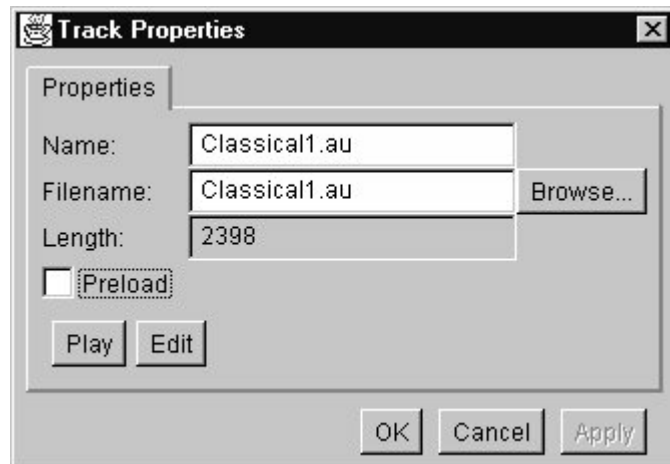 Track Properties
Properties
Name: Classical1.au
Filename: Classical1.au Browse...
Length: 2398
Preload
Play Edit
OK Cancel Apply